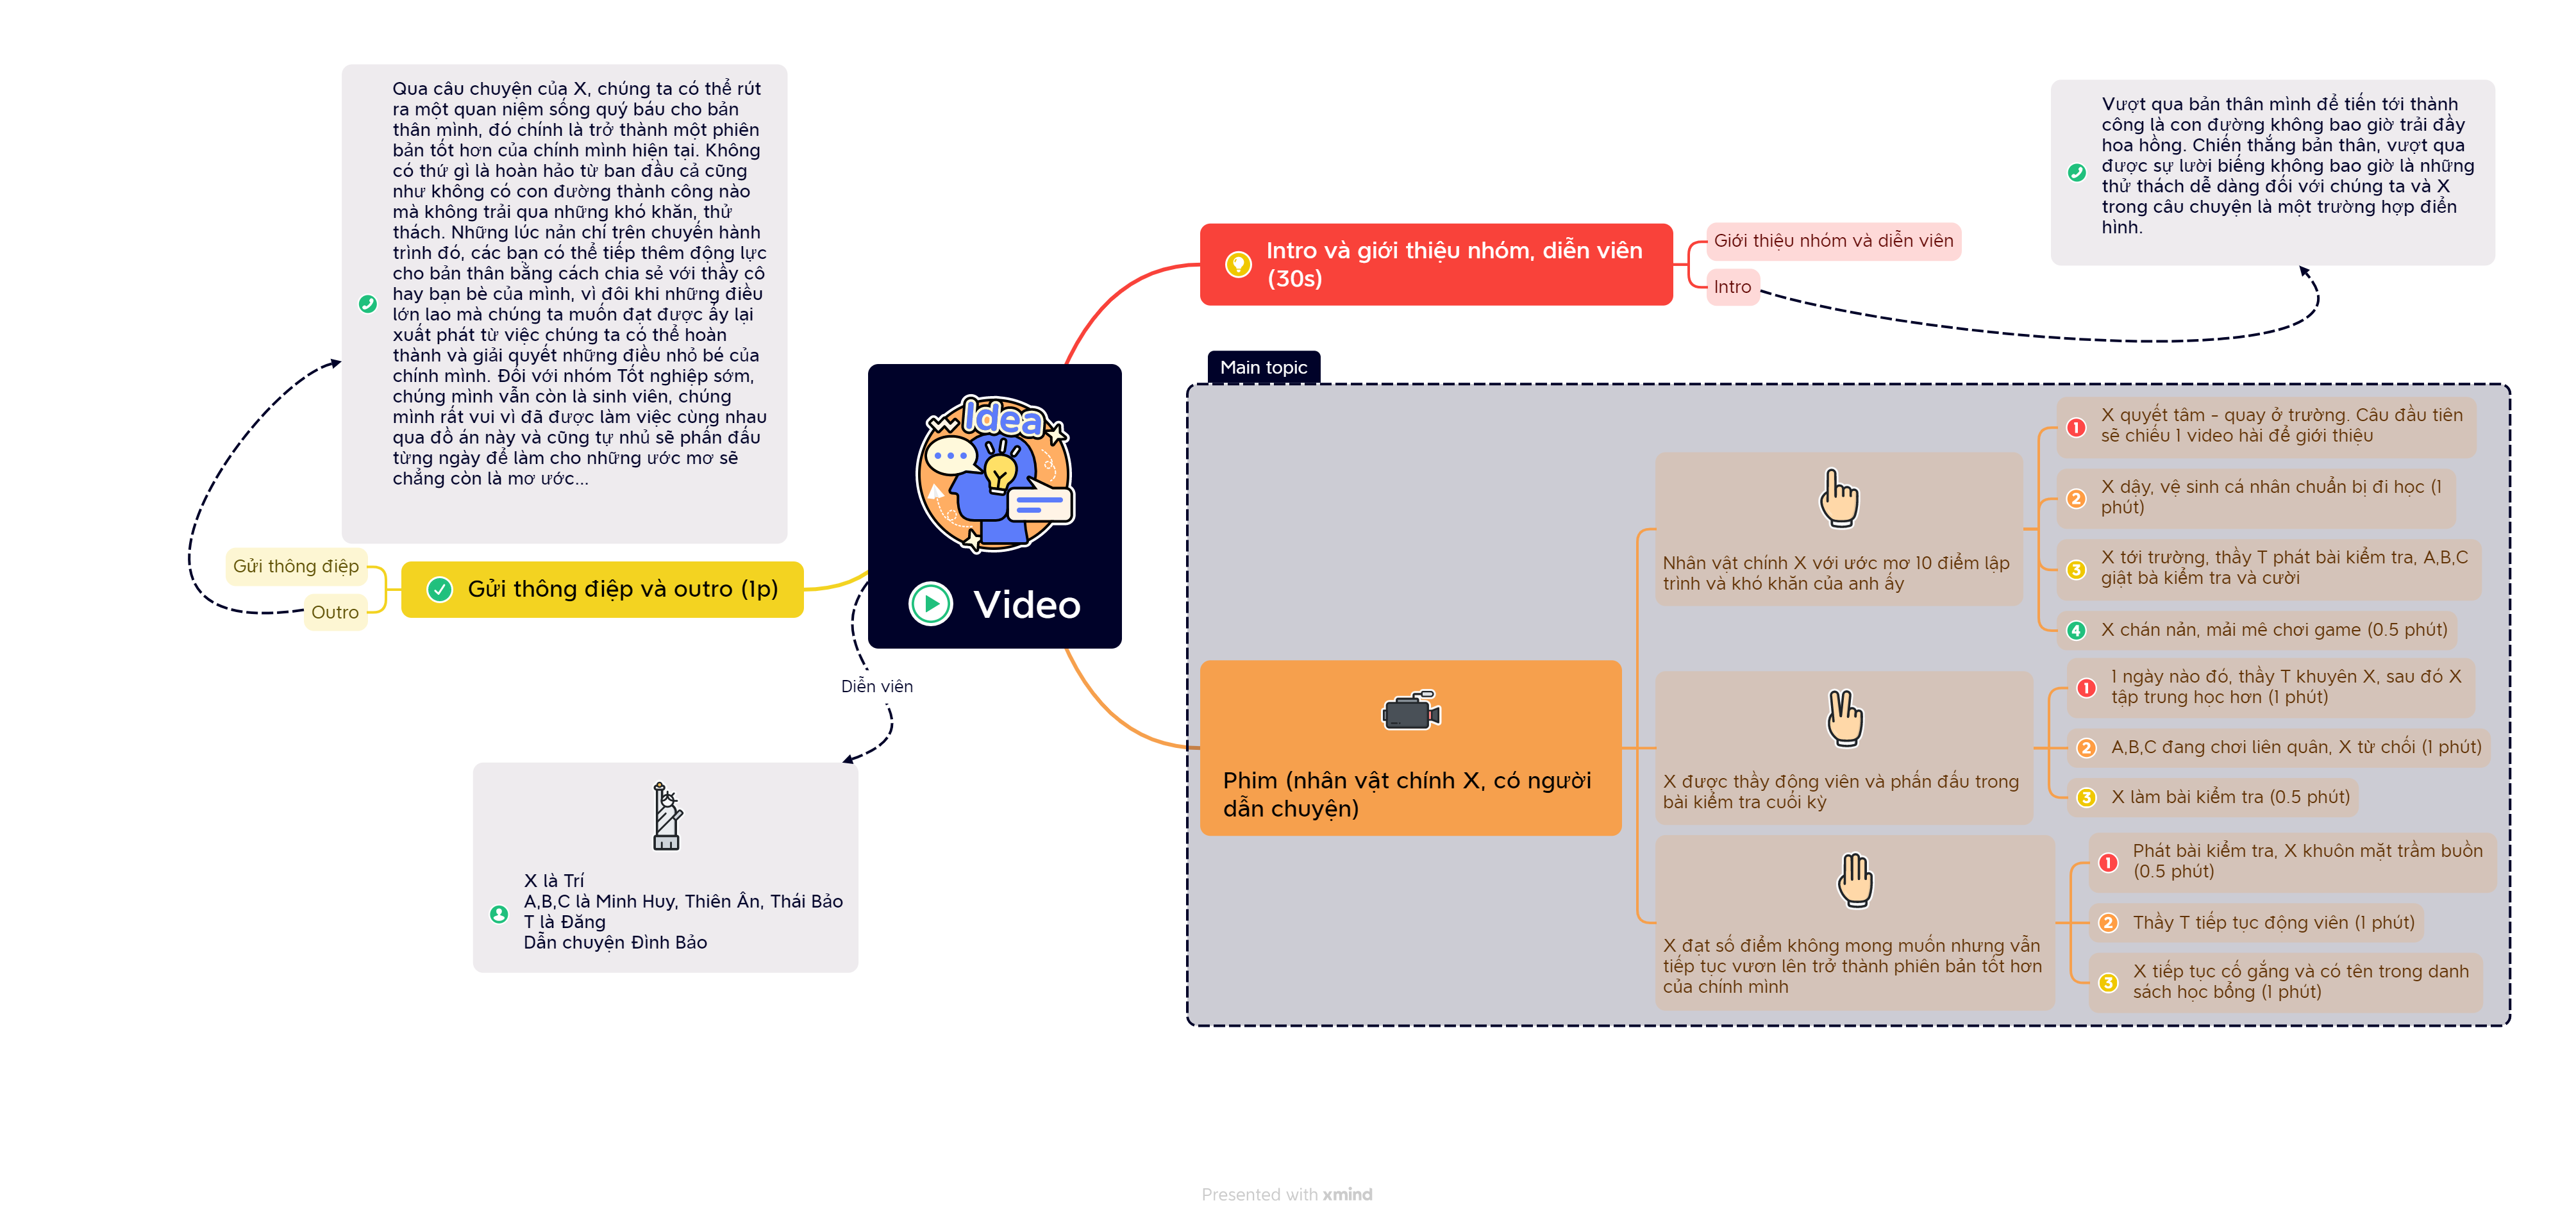 Qua câu chuyện của X, chúng ta có thể rút
ra một quan niệm sống quý báu cho bản
thân mình, đó chính là trở thành một phiên
bản tốt hơn của chính mình hiện tại. Không
có thứ gì là hoàn hảo từ ban đầu cả cũng
như không có con đường thành công nào
mà không trải qua những khó khăn, thử
thách. Những lúc nản chí trên chuyến hành
trình đó, các bạn có thể tiếp thêm động lực
cho bản thân bằng cách chia sẻ với thầy cô
hay bạn bè của mình, vì đôi khi những điều
lớn lao mà chúng ta muốn đạt được ấy lại
xuất phát từ việc chúng ta có thể hoàn
thành và giải quyết những điều nhỏ bé của
chính mình. Đối với nhóm Tốt nghiệp sớm,
chúng mình vẫn còn là sinh viên, chúng
mình rất vui vì đã được làm việc cùng nhau
qua đồ án này và cũng tự nhủ sẽ phấn đấu
từng ngày để làm cho những ước mơ sẽ
chẳng còn là mơ ước...
Gửi thông điệp
Outro
Gửi thông điệp và outro (1p)
Idea
Video
Diễn viên
X là Trí
A,B,C là Minh Huy, Thiên Ân, Thái Bảo
T là Đăng
Dẫn chuyện Đình Bảo
Intro và giới thiệu nhóm, diễn viên
(30s)
Giới thiệu nhóm và diễn viên
Intro
Vượt qua bản thân mình để tiến tới thành
công là con đường không bao giờ trải đầy
hoa hồng. Chiến thắng bản thân, vượt qua
được sự lười biếng không bao giờ là những
thử thách dễ dàng đối với chúng ta và X
trong câu chuyện là một trường hợp điển
hình.
Main topic
Phim (nhân vật chính X, có người
dẫn chuyện)
Nhân vật chính X với ước mơ 10 điểm lập
trình và khó khăn của anh ấy
1 X quyết tâm - quay ở trường. Câu đầu tiên
sẽ chiếu 1 video hài để giới thiệu
2 X dậy, vệ sinh cá nhân chuẩn bị đi học (1
phút)
3 X tới trường, thầy T phát bài kiểm tra, A,B,C
giật bà kiểm tra và cười
4 X chán nản, mải mê chơi game (0.5 phút)
X được thầy động viên và phấn đấu trong
bài kiểm tra cuối kỳ
1 1 ngày nào đó, thầy T khuyên X, sau đó X
tập trung học hơn (1 phút)
2 A,B,C đang chơi liên quân, X từ chối (1 phút)
3 X làm bài kiểm tra (0.5 phút)
X đạt số điểm không mong muốn nhưng vẫn
tiếp tục vươn lên trở thành phiên bản tốt hơn
của chính mình
1 Phát bài kiểm tra, X khuôn mặt trầm buồn
(0.5 phút)
2 Thầy T tiếp tục động viên (1 phút)
3 X tiếp tục cố gắng và có tên trong danh
sách học bổng (1 phút)
Presented with xmind